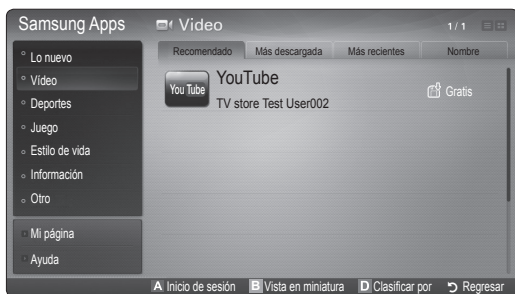 Samsung Apps
Vídeo
1/1
Lo nuevo
Vídeo
Deportes
Juego
Estilo de vida
Información
Otro
Mi página
Ayuda
Recomendado Más descargada Más recientes Nombre
You Tube
YouTube
TV store Test User002
Gratis
A Inicio de sesión B Vista en miniatura D Clasificar por Regresar